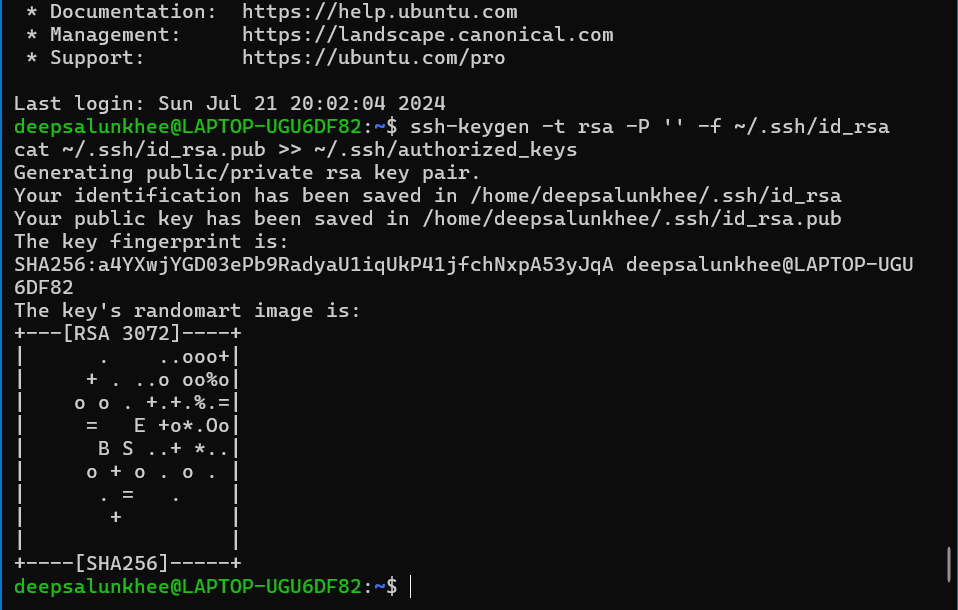 * Documentation:  https://help.ubuntu.com
 * Management:     https://landscape.canonical.com
 * Support:        https://ubuntu.com/pro

Last login: Sun Jul 21 20:02:04 2024
deepsalunkhee@LAPTOP-UGU6DF82:~$ ssh-keygen -t rsa -P '' -f ~/.ssh/id_rsa
cat ~/.ssh/id_rsa.pub >> ~/.ssh/authorized_keys
Generating public/private rsa key pair.
Your identification has been saved in /home/deepsalunkhee/.ssh/id_rsa
Your public key has been saved in /home/deepsalunkhee/.ssh/id_rsa.pub
The key fingerprint is:
SHA256:a4YXwjYGD03ePb9RadyaU1iqUkP41jfchNxpA53yJqA deepsalunkhee@LAPTOP-UGU
6DF82
The key's randomart image is:
+---[RSA 3072]----+
|      .    ..ooo+|
|     + . ..o oo%o|
|    o o . +.+.%.=|
|     =   E +o*.Oo|
|      B S ..+ *..|
|     o + o . o . |
|      . =   .    |
|       +         |
|                 |
+----[SHA256]-----+
deepsalunkhee@LAPTOP-UGU6DF82:~$